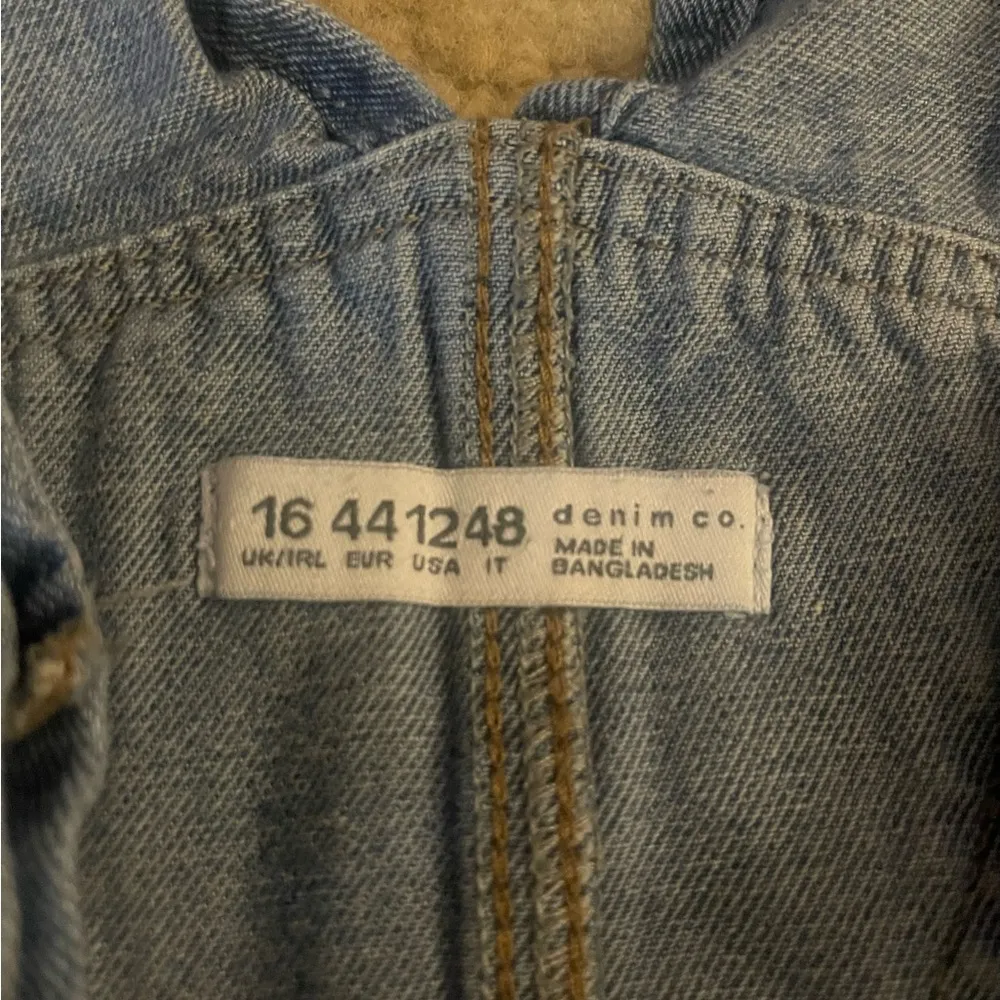 16 44 12 48 denim co.
UK/IRL EUR USA IT MADE IN
BANGLADESH